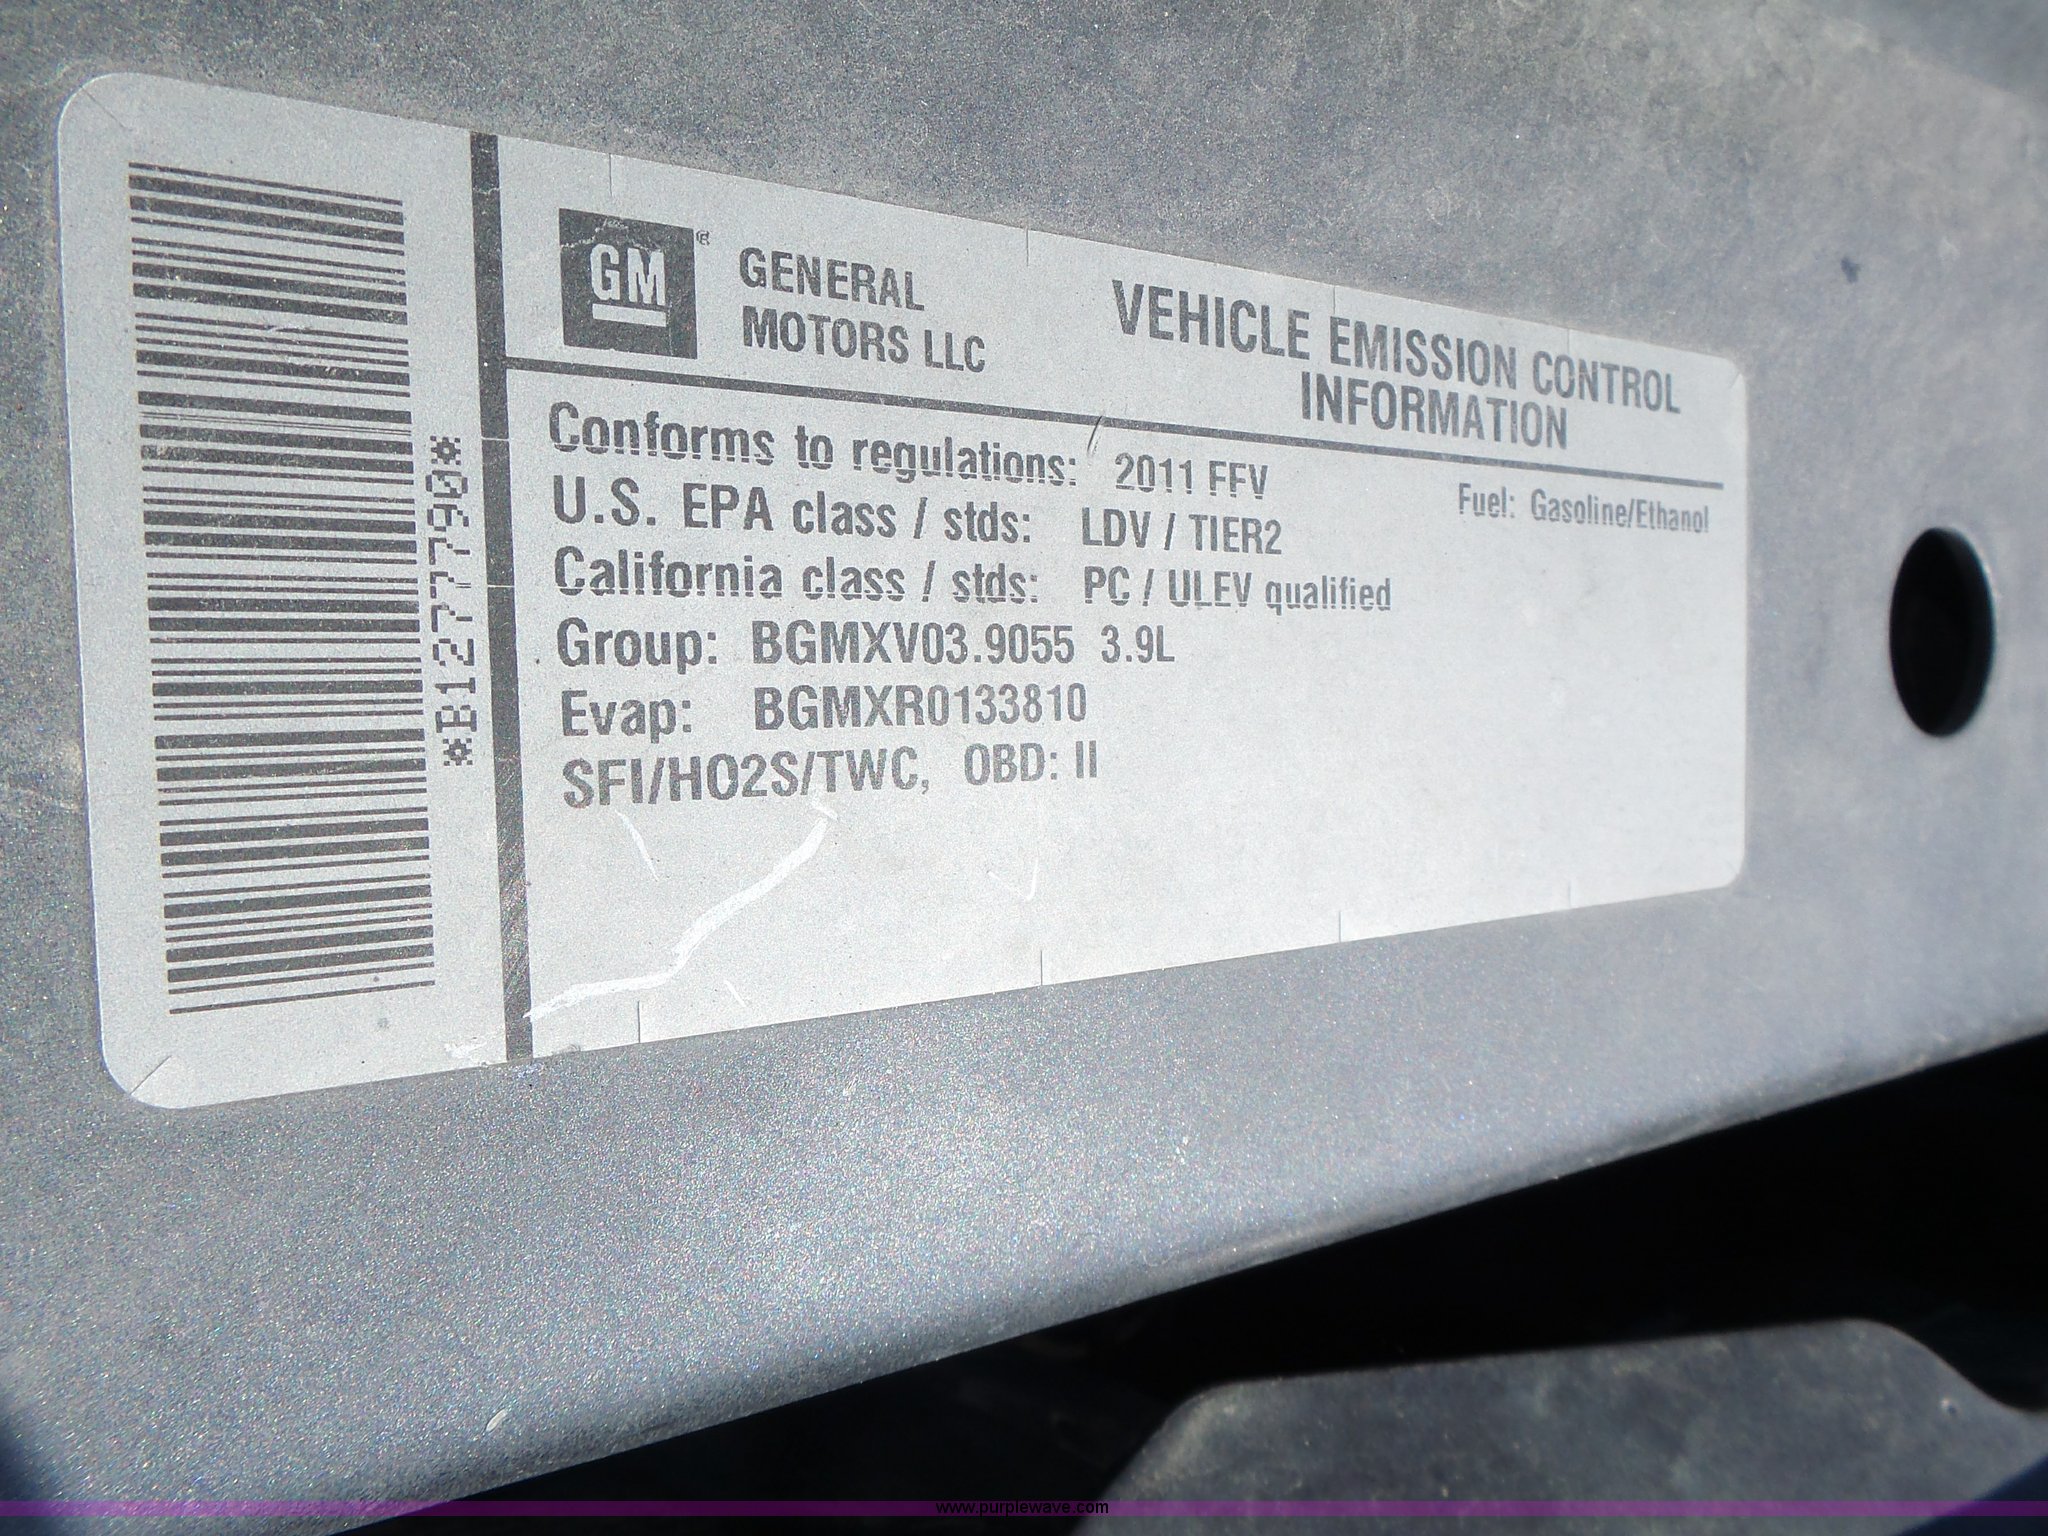 GM®
GENERAL
MOTORS LLC
VEHICLE EMISSION CONTROL
INFORMATION
Conforms to regulations: 2011 FFV
Fuel: Gasoline/Ethanol
U.S. EPA class / stds: LDV / TIER2
California class / stds: PC / ULEV qualified
Group: BGMXV03.9055 3.9L
Evap: BGMXR0133810
SFI/HO2S/TWC, OBD: II
*B12777790*
www.purplewave.com